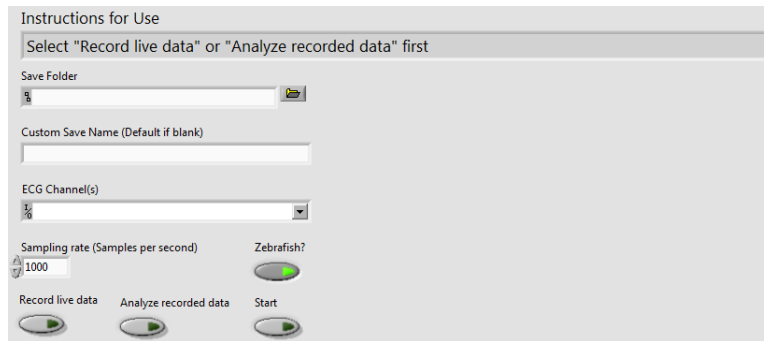 Instructions for Use
Select "Record live data" or "Analyze recorded data" first
Save Folder
Custom Save Name (Default if blank)
ECG Channel(s)
Sampling rate (Samples per second) Zebrafish?
1000
Record live data Analyze recorded data Start